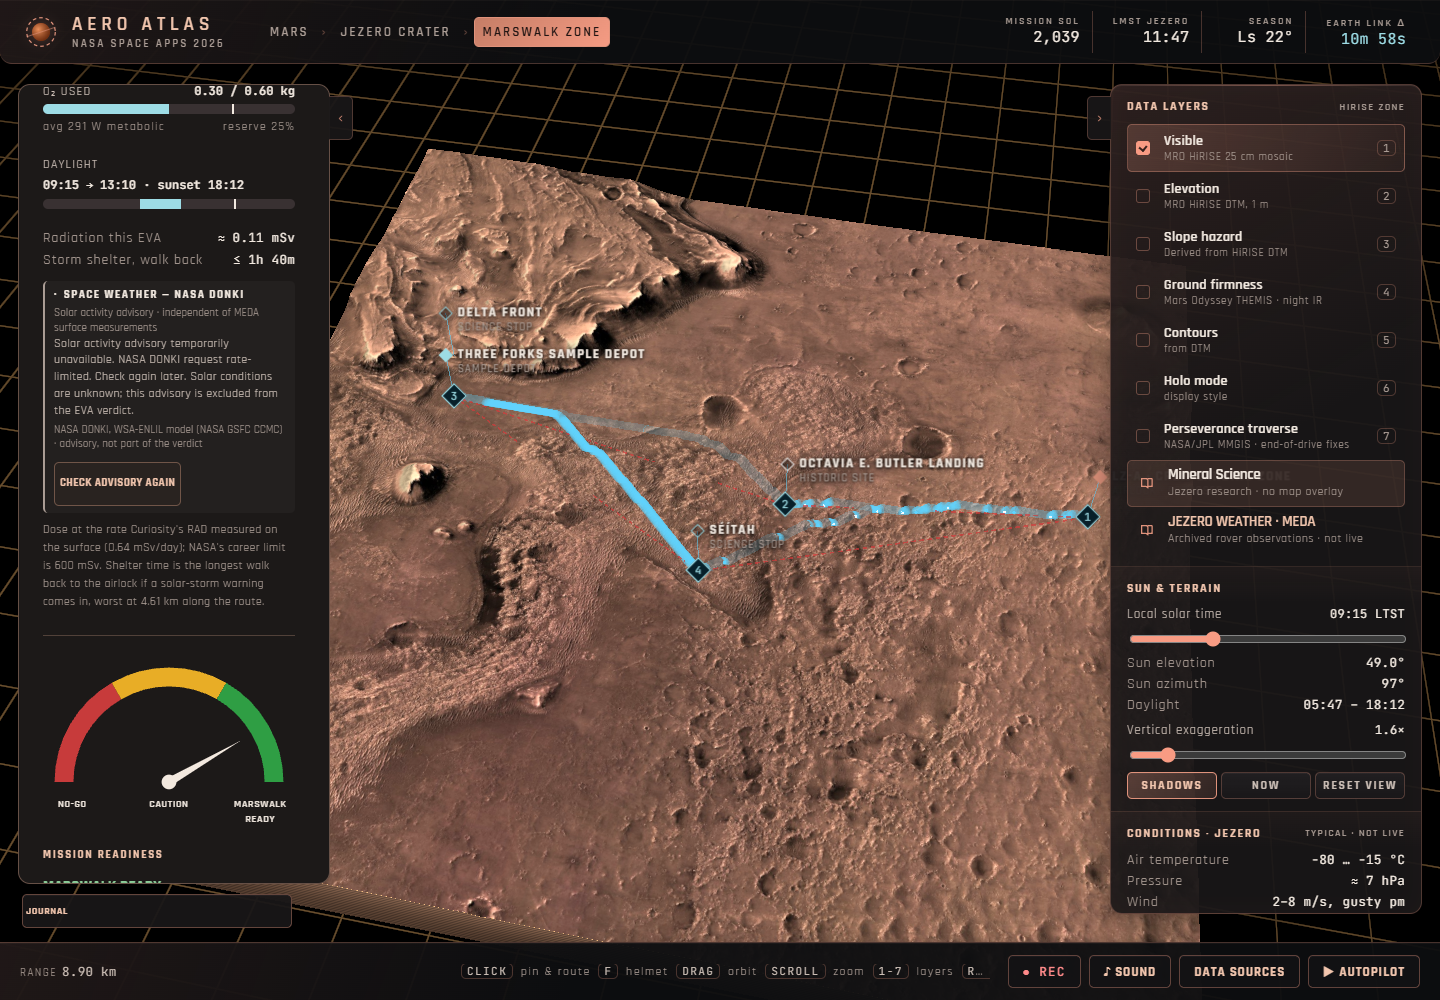 AERO ATLAS
NASA SPACE APPS 2026
MARS › JEZERO CRATER › MARSWALK ZONE
MISSION SOL
2,039
LMST JEZERO
11:47
SEASON
Ls 22°
EARTH LINK Δ
10m 58s
O₂ USED 0.30 / 0.60 kg
avg 291 W metabolic reserve 25%
DAYLIGHT
09:15 → 13:10 · sunset 18:12
Radiation this EVA ≈ 0.11 mSv
Storm shelter, walk back ≤ 1h 40m
· SPACE WEATHER — NASA DONKI
Solar activity advisory · independent of MEDA
surface measurements
Solar activity advisory temporarily
unavailable. NASA DONKI request rate-
limited. Check again later. Solar conditions
are unknown; this advisory is excluded from
the EVA verdict.
NASA DONKI, WSA-ENLIL model (NASA GSFC CCMC)
· advisory, not part of the verdict
CHECK ADVISORY AGAIN
Dose at the rate Curiosity's RAD measured on
the surface (0.64 mSv/day); NASA's career limit
is 600 mSv. Shelter time is the longest walk
back to the airlock if a solar-storm warning
comes in, worst at 4.61 km along the route.
NO-GO
CAUTION
MARSWALK
READY
MISSION READINESS
MARSWALK READY
JOURNAL
‹
›
DELTA FRONT
SCIENCE STOP
THREE FORKS SAMPLE DEPOT
SAMPLE DEPOT
3
OCTAVIA E. BUTLER LANDING
HISTORIC SITE
2
1
SÉÍTAH
SCIENCE STOP
4
DATA LAYERS HIRISE ZONE
Visible 1
MRO HiRISE 25 cm mosaic
Elevation 2
MRO HiRISE DTM, 1 m
Slope hazard 3
Derived from HiRISE DTM
Ground firmness 4
Mars Odyssey THEMIS · night IR
Contours 5
from DTM
Holo mode 6
display style
Perseverance traverse 7
NASA/JPL MMGIS · end-of-drive fixes
Mineral Science
Jezero research · no map overlay
JEZERO WEATHER · MEDA
Archived rover observations · not live
SUN & TERRAIN
Local solar time 09:15 LTST
Sun elevation 49.0°
Sun azimuth 97°
Daylight 05:47 – 18:12
Vertical exaggeration 1.6×
SHADOWS NOW RESET VIEW
CONDITIONS · JEZERO TYPICAL · NOT LIVE
Air temperature -80 … -15 °C
Pressure ≈ 7 hPa
Wind 2–8 m/s, gusty pm
RANGE 8.90 km
CLICK pin & route F helmet DRAG orbit SCROLL zoom 1-7 layers R…
● REC
♪ SOUND
DATA SOURCES
▶ AUTOPILOT